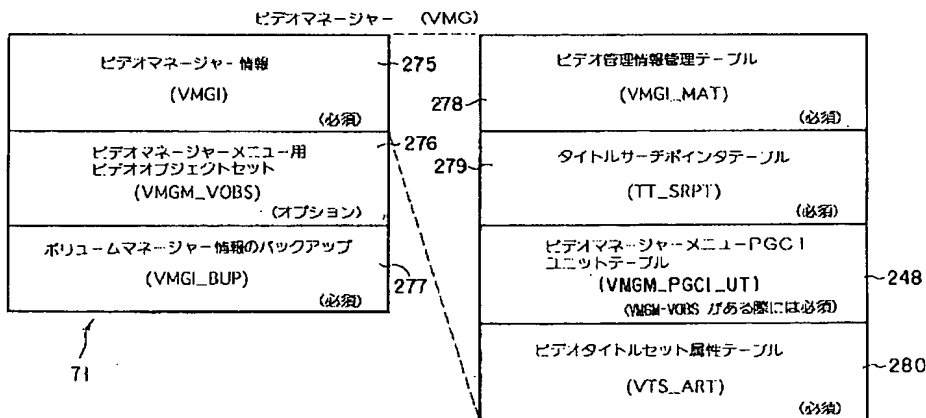 ビデオマネージャー (VMG)
ビデオマネージャー情報
275
(VMGI)
(必須)
ビデオマネージャーメニュー用
276
ビデオオブジェクトセット
(VMGM_VOBS)
(オプション)
ボリュームマネージャー情報のバックアップ
(VMGI_BUP)
277
(必須)
71
ビデオ管理情報管理テーブル
278
(VMGI_MAT)
(必須)
279
タイトルサーチポインタテーブル
(TT_SRPT)
(必須)
ビデオマネージャーメニューPGCI
ユニットテーブル
(VMGM_PGCI_UT)
248
(VMGM-VOBS がある際には必須)
ビデオタイトルセット属性テーブル
280
(VTS_ART)
(必須)